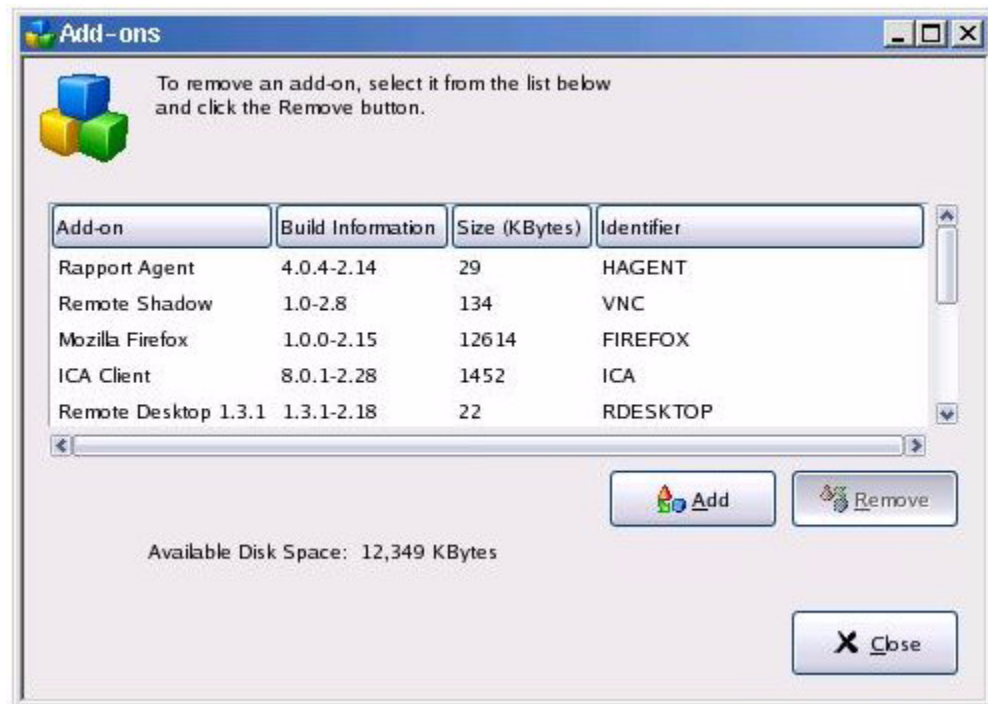 Add-ons
To remove an add-on, select it from the list below
and click the Remove button.
Add-on Build Information Size (KBytes) Identifier
Rapport Agent 4.0.4-2.14 29 HAGENT
Remote Shadow 1.0-2.8 134 VNC
Mozilla Firefox 1.0.0-2.15 12614 FIREFOX
ICA Client 8.0.1-2.28 1452 ICA
Remote Desktop 1.3.1 1.3.1-2.18 22 RDESKTOP
Add Remove
Available Disk Space: 12,349 KBytes
Close